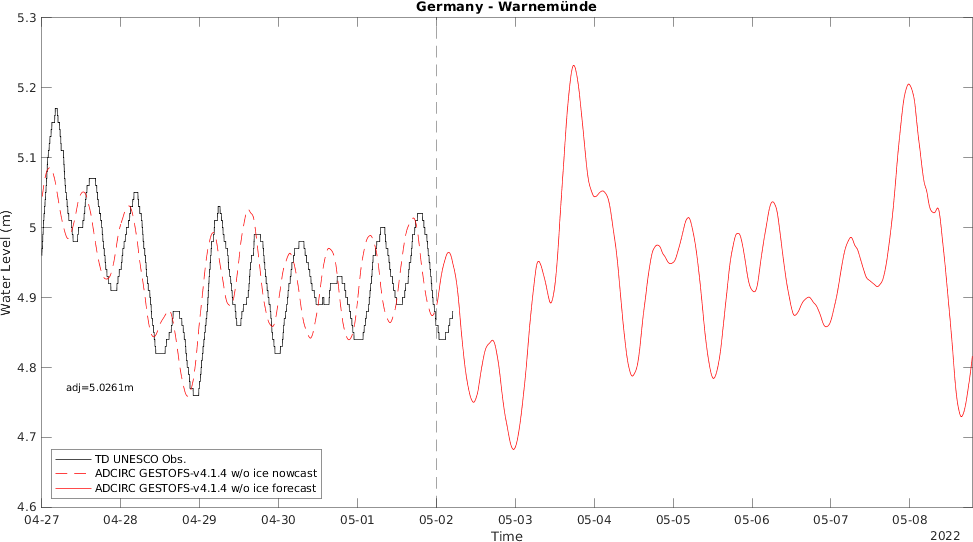 Germany - Warnemünde
5.3
5.2
5.1
5
4.9
4.8
4.7
4.6
Water Level (m)
adj=5.0261m
TD UNESCO Obs.
ADCIRC GESTOFS-v4.1.4 w/o ice nowcast
ADCIRC GESTOFS-v4.1.4 w/o ice forecast
04-27 04-28 04-29 04-30 05-01 05-02 05-03 05-04 05-05 05-06 05-07 05-08
Time
2022